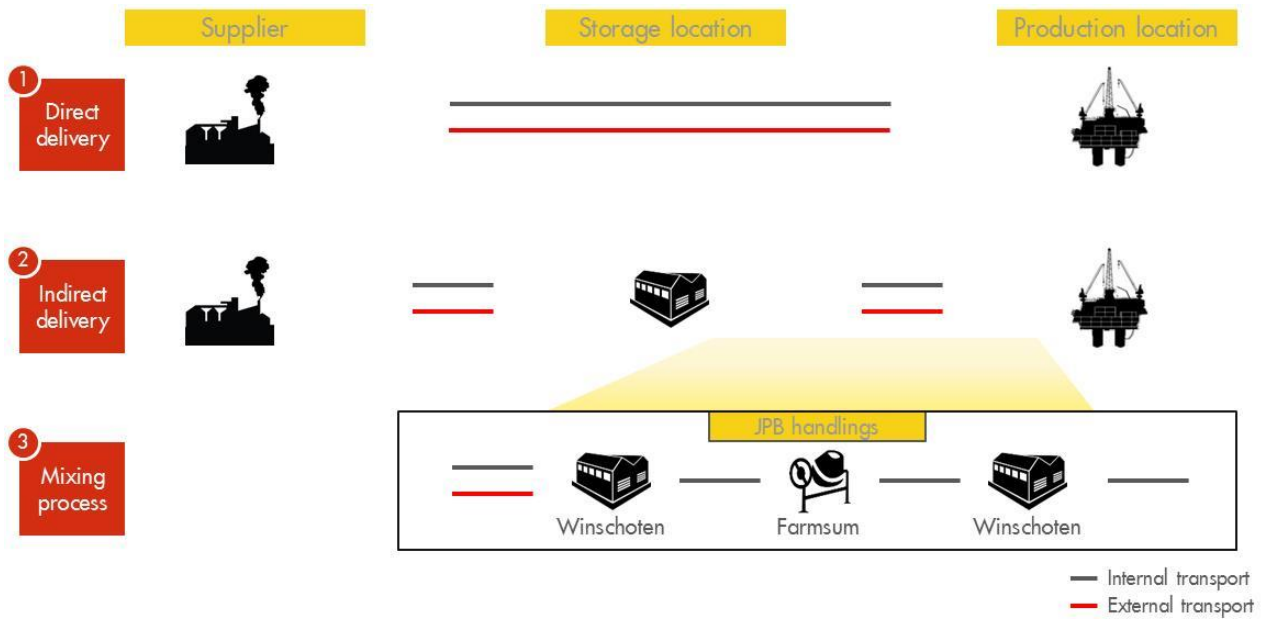 Supplier
Storage location
Production location
1
Direct
delivery
2
Indirect
delivery
3
Mixing
process
JPB handlings
Winschoten
Farmsum
Winschoten
Internal transport
External transport